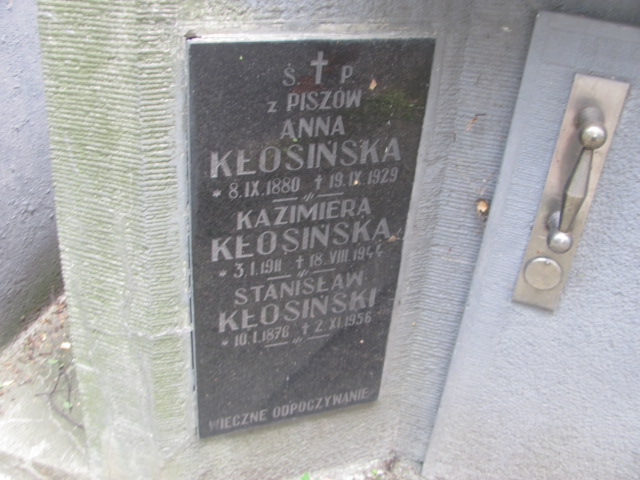 Ś † P
z PISZÓW
ANNA
KŁOSIŃSKA
* 8.IX.1880 † 19.IX.1929
KAZIMIERA
KŁOSIŃSKA
* 3.I.1911 † 18.VIII.1944
STANISŁAW
KŁOSIŃSKI
* 10.I.1876 † 2.XI.1956
WIECZNE ODPOCZYWANIE